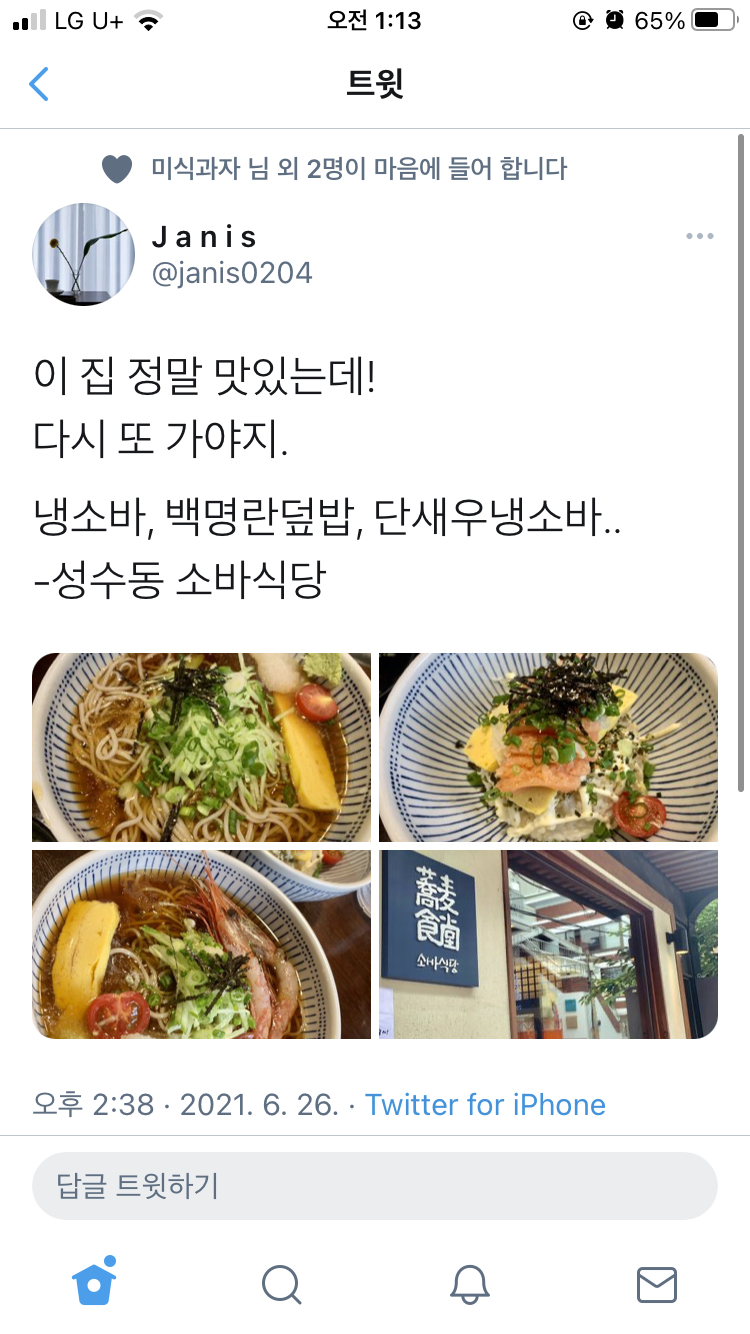 LG U+ 오전 1:13 65%
트윗
미식과자 님 외 2명이 마음에 들어 합니다
Janis
@janis0204
이 집 정말 맛있는데!
다시 또 가야지.
냉소바, 백명란덮밥, 단새우냉소바..
-성수동 소바식당
蕎麦
食堂
소바식당
오후 2:38 · 2021. 6. 26. · Twitter for iPhone
답글 트윗하기